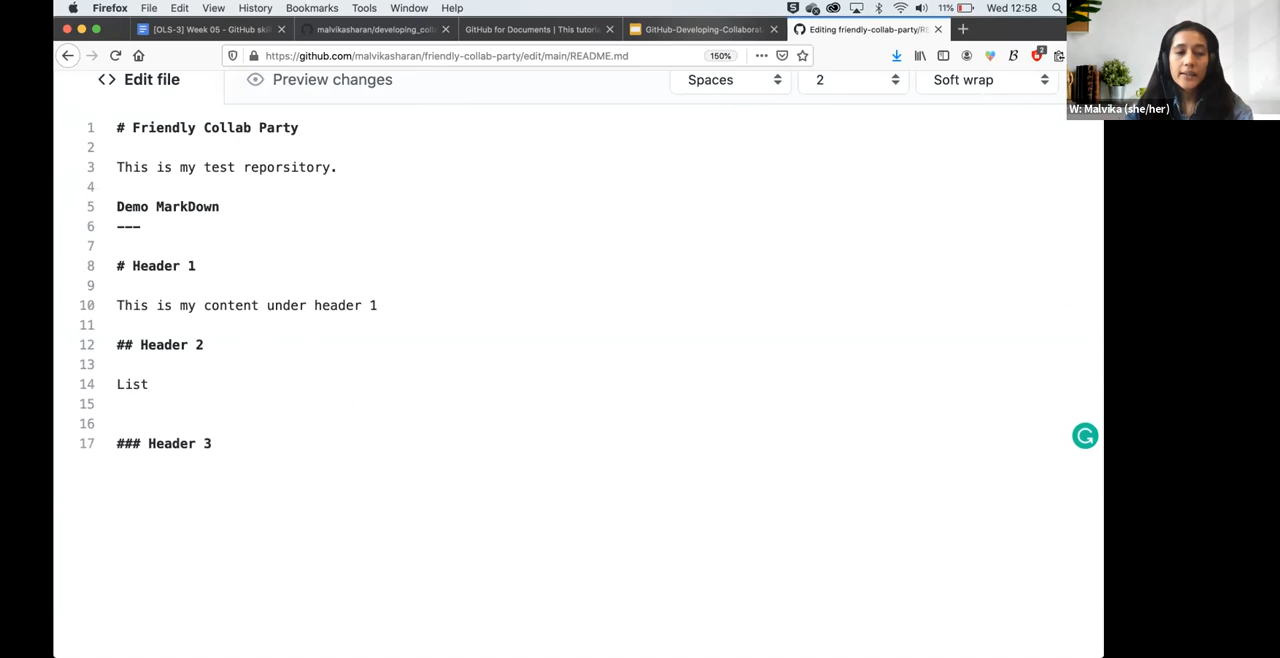 Firefox File Edit View History Bookmarks Tools Window Help 11% Wed 12:58
[OLS-3] Week 05 - GitHub ski malvikasharan/developing_coll GitHub for Documents | This tutori GitHub-Developing-Collaborat Editing friendly-collab-party/RE
https://github.com/malvikasharan/friendly-collab-party/edit/main/README.md 150% 2
<> Edit file Preview changes Spaces 2 Soft wrap
W: Malvika (she/her)
1 # Friendly Collab Party
2
3 This is my test reporsitory.
4
5 Demo MarkDown
6 ---
7
8 # Header 1
9
10 This is my content under header 1
11
12 ## Header 2
13
14 List
15
16
17 ### Header 3